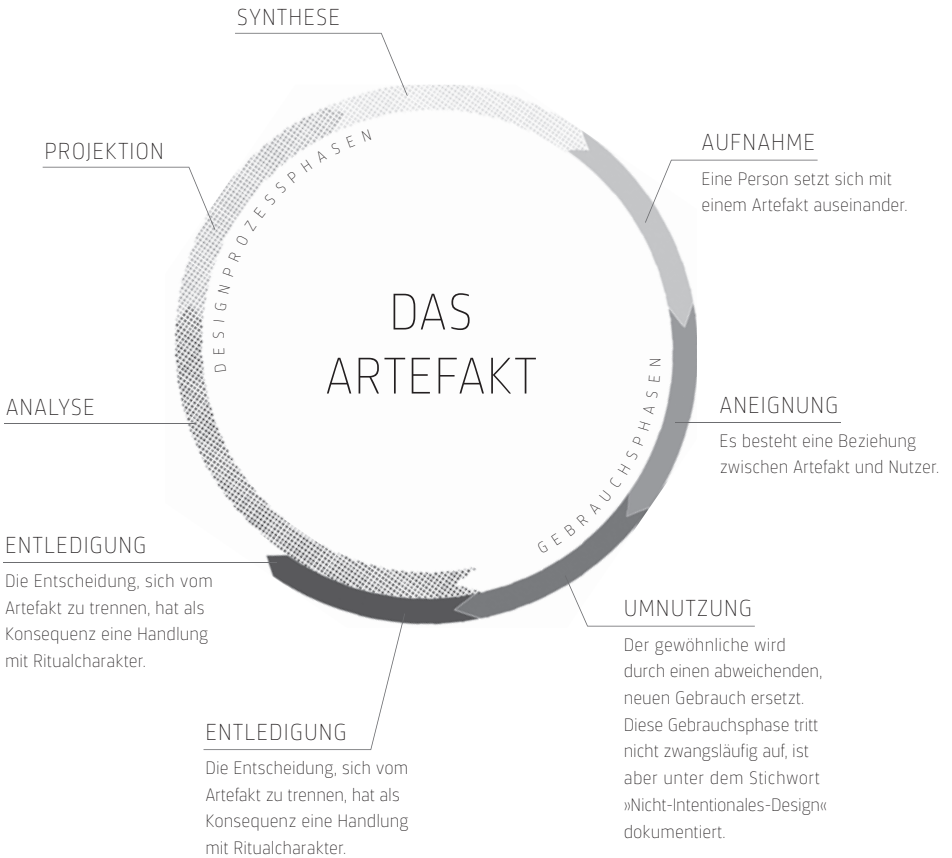 SYNTHESE
PROJEKTION
AUFNAHME
Eine Person setzt sich mit
einem Artefakt auseinander.
DESIGNPROZESSPHASEN
DAS
ARTEFAKT
GEBRAUCHSPHASEN
ANALYSE
ANEIGNUNG
Es besteht eine Beziehung
zwischen Artefakt und Nutzer.
ENTLEDIGUNG
Die Entscheidung, sich vom
Artefakt zu trennen, hat als
Konsequenz eine Handlung
mit Ritualcharakter.
UMNUTZUNG
Der gewöhnliche wird
durch einen abweichenden,
neuen Gebrauch ersetzt.
Diese Gebrauchsphase tritt
nicht zwangsläufig auf, ist
aber unter dem Stichwort
»Nicht-Intentionales-Design«
dokumentiert.
ENTLEDIGUNG
Die Entscheidung, sich vom
Artefakt zu trennen, hat als
Konsequenz eine Handlung
mit Ritualcharakter.